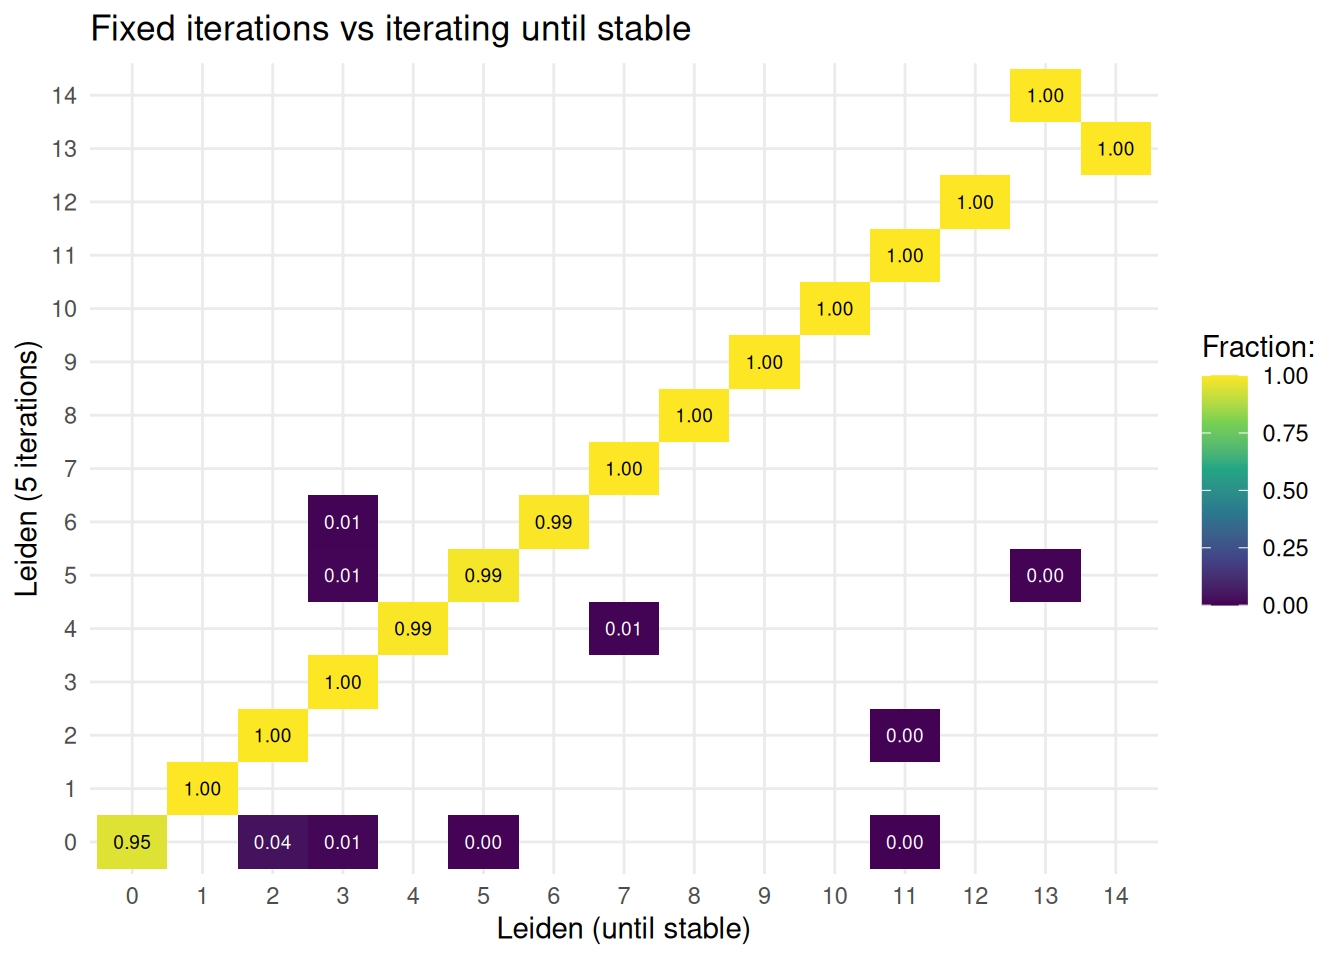 Fixed iterations vs iterating until stable
Leiden (5 iterations)
14 1.00
13 1.00
12 1.00
11 1.00
10 1.00
9 1.00
8 1.00
7 1.00
6 0.01 0.99
5 0.01 0.99 0.00
4 0.99 0.01
3 1.00
2 1.00 0.00
1 1.00
0 0.95 0.04 0.01 0.00 0.00
0 1 2 3 4 5 6 7 8 9 10 11 12 13 14
Leiden (until stable)
Fraction:
1.00
0.75
0.50
0.25
0.00